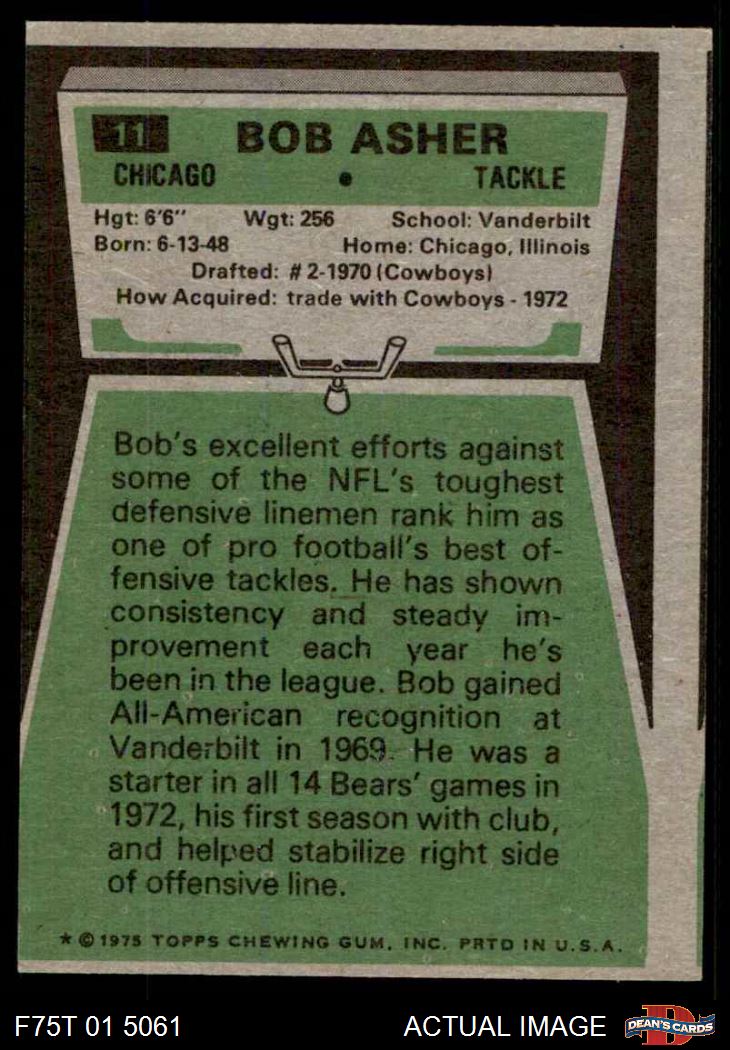 11 BOB ASHER
CHICAGO • TACKLE
Hgt: 6'6" Wgt: 256 School: Vanderbilt
Born: 6-13-48 Home: Chicago, Illinois
Drafted: #2-1970 (Cowboys)
How Acquired: trade with Cowboys - 1972
Bob's excellent efforts against
some of the NFL's toughest
defensive linemen rank him as
one of pro football's best of-
fensive tackles. He has shown
consistency and steady im-
provement each year he's
been in the league. Bob gained
All-American recognition at
Vanderbilt in 1969. He was a
starter in all 14 Bears' games in
1972, his first season with club,
and helped stabilize right side
of offensive line.
* © 1975 TOPPS CHEWING GUM, INC. PRTD IN U.S.A.
F75T 01 5061 ACTUAL IMAGE DEAN'S CARDS